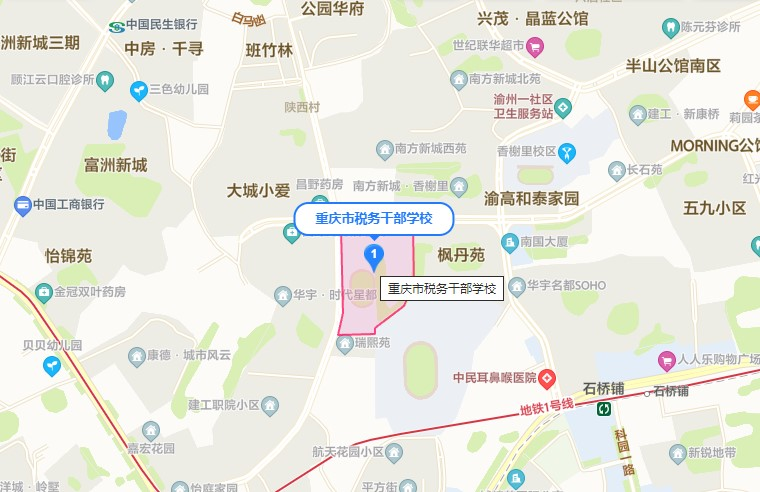 公园华府
白马凼
兴茂·晶蓝公馆
中国民生银行
陈元芬诊所
洲新城三期
中房·千寻
班竹林
世纪联华超市
半山公馆南区
顾江云口腔诊所
三色幼儿园
南方新城北苑
陕西村
渝州一社区
卫生服务站
建工·新康桥
莉园茶
街
区
富洲新城
南方新城西苑
香榭里校区
MORNING公馆
长石苑
大城小爱
昌野药房
南方新城·香榭里
渝高和泰家园
五九小区
中国工商银行
重庆市税务干部学校
怡锦苑
1
枫丹苑
南国大厦
金冠双叶药房
华宇·时代星都
重庆市税务干部学校
华宇名都SOHO
贝贝幼儿园
康德·城市风云
瑞熙苑
人人乐购物广场
中民耳鼻喉医院
石桥铺
石桥铺
建工职院小区
地铁1号线
嘉宏花园
航天花园小区
科园一路
新锐地带
洋城·岭墅
怡庭花园
平方街